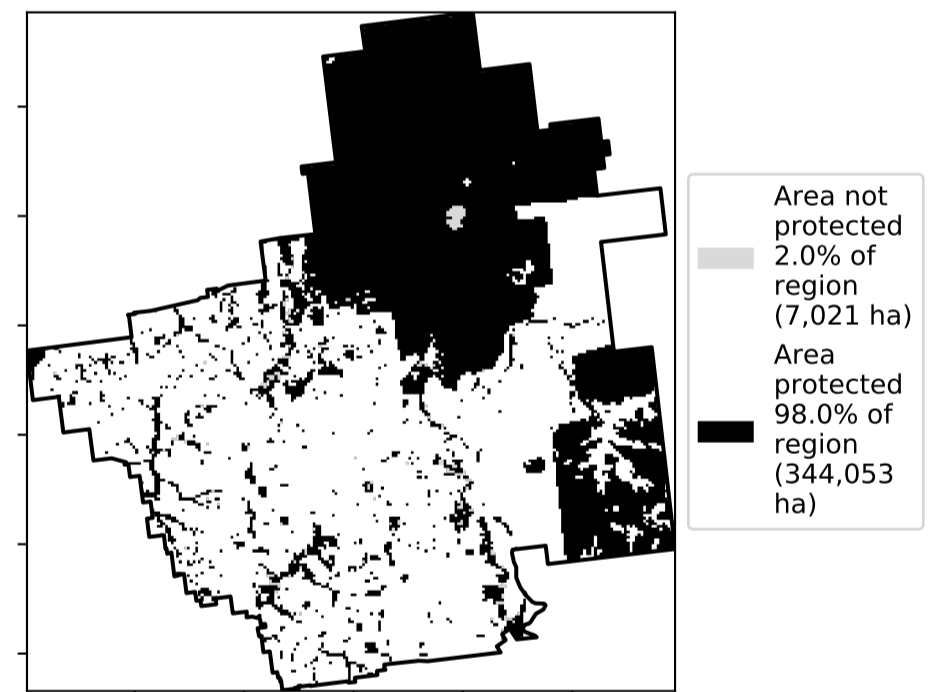 Area not
protected
2.0% of
region
(7,021 ha)
Area
protected
98.0% of
region
(344,053
ha)